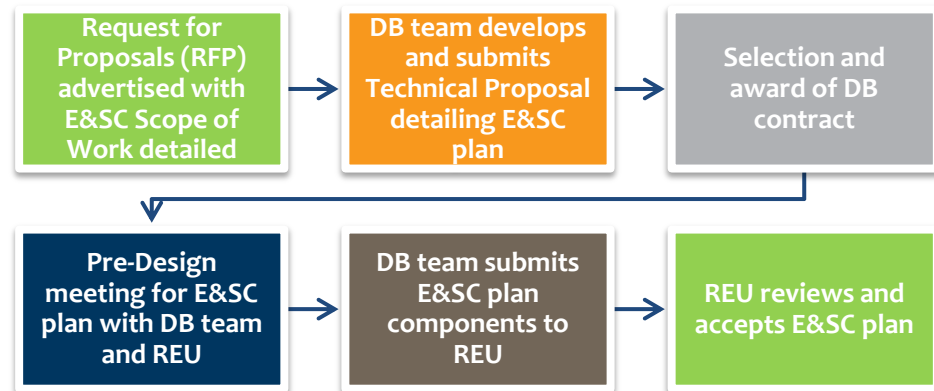 Request for
Proposals (RFP)
advertised with
E&SC Scope of
Work detailed
DB team develops
and submits
Technical Proposal
detailing E&SC
plan
Selection and
award of DB
contract
Pre-Design
meeting for E&SC
plan with DB team
and REU
DB team submits
E&SC plan
components to
REU
REU reviews and
accepts E&SC plan